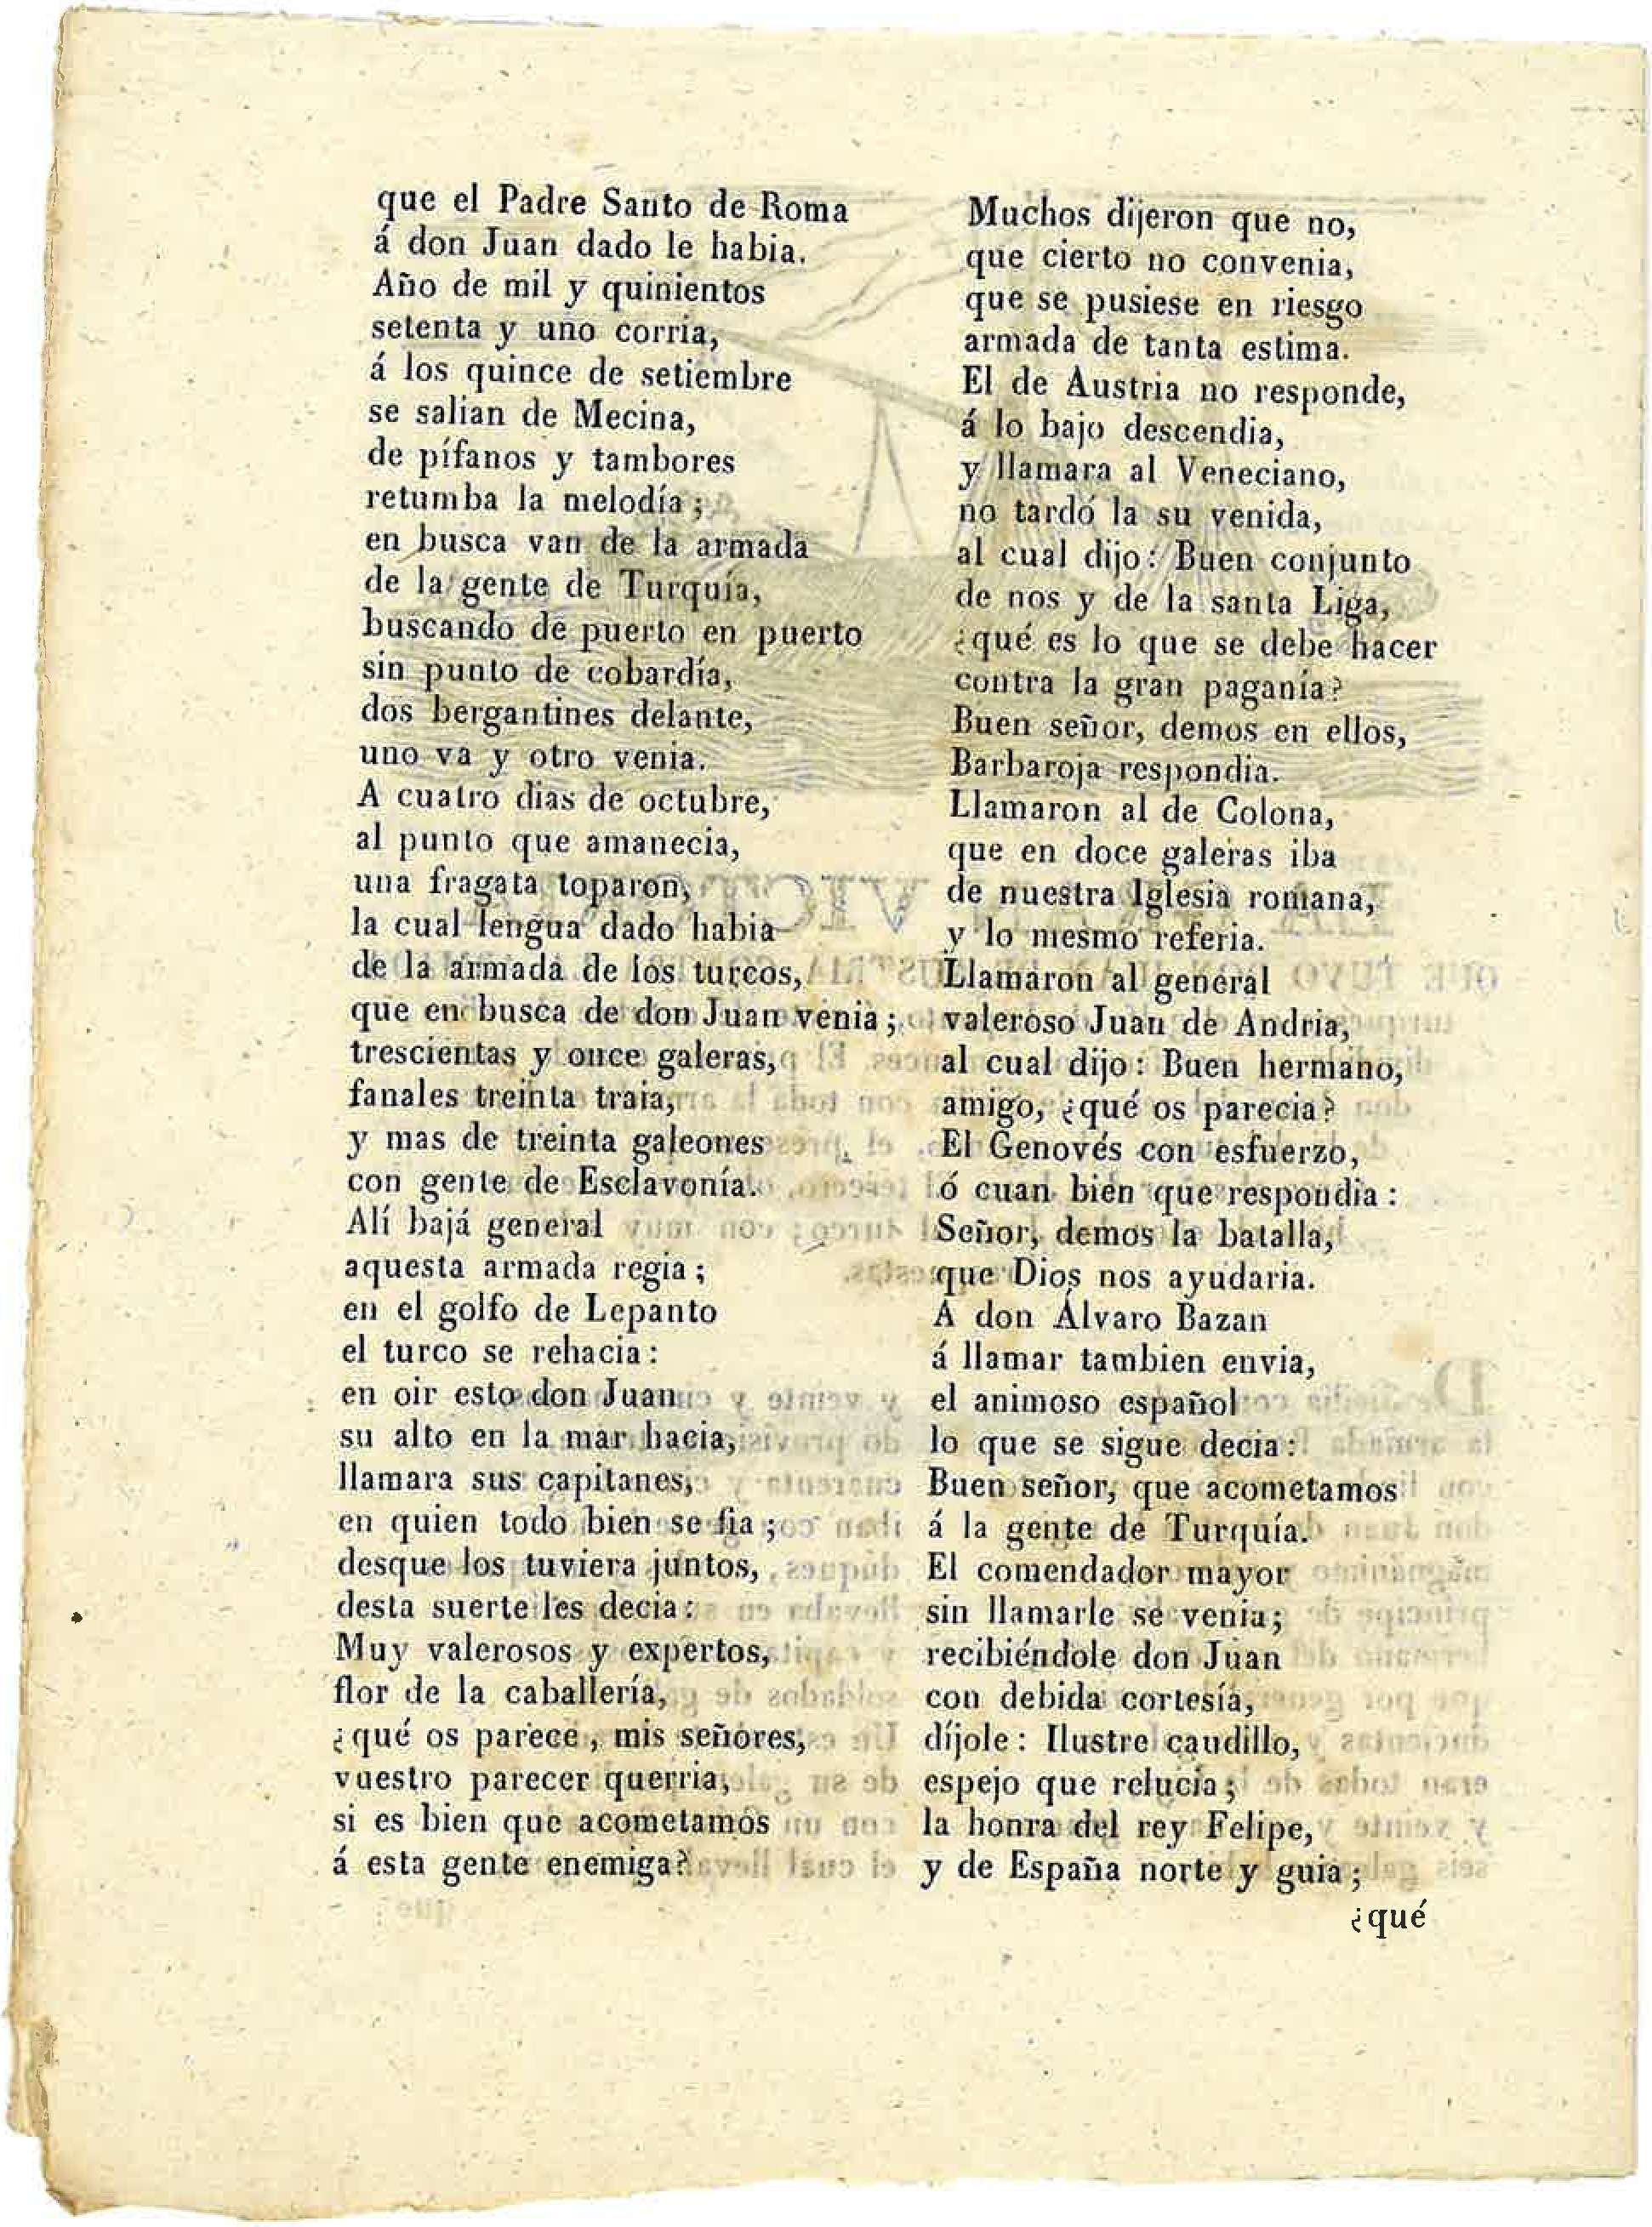 que el Padre Santo de Roma
á don Juan dado le habia.
Año de mil y quinientos
setenta y uno corria,
á los quince de setiembre
se salian de Mecina,
de pífanos y tambores
retumba la melodía;
en busca van de la armada
de la gente de Turquía,
buscando de puerto en puerto
sin punto de cobardía,
dos bergantines delante,
uno va y otro venia.
A cuatro dias de octubre,
al punto que amanecia,
una fragata toparon,
la cual lengua dado habia
de la armada de los turcos,
que en busca de don Juan venia;
trescientas y once galeras,
fanales treinta traia,
y mas de treinta galeones
con gente de Esclavonía.
Alí bajá general
aquesta armada regia;
en el golfo de Lepanto
el turco se rehacia:
en oir esto don Juan
su alto en la mar hacia,
llamara sus capitanes,
en quien todo bien se fia;
desque los tuviera juntos,
desta suerte les decia:
Muy valerosos y expertos,
flor de la caballería,
¿qué os parece, mis señores,
vuestro parecer querria,
si es bien que acometamos
á esta gente enemiga?
Muchos dijeron que no,
que cierto no convenia,
que se pusiese en riesgo
armada de tanta estima.
El de Austria no responde,
á lo bajo descendia,
y llamara al Veneciano,
no tardó la su venida,
al cual dijo: Buen conjunto
de nos y de la santa Liga,
¿qué es lo que se debe hacer
contra la gran paganía?
Buen señor, demos en ellos,
Barbaroja respondia.
Llamaron al de Colona,
que en doce galeras iba
de nuestra Iglesia romana,
y lo mesmo referia.
Llamaron al general
valeroso Juan de Andria,
al cual dijo: Buen hermano,
amigo, ¿qué os parecia?
El Genovés con esfuerzo,
ó cuan bien que respondia:
Señor, demos la batalla,
que Dios nos ayudaria.
A don Álvaro Bazan
á llamar tambien envia,
el animoso español
lo que se sigue decia:
Buen señor, que acometamos
á la gente de Turquía.
El comendador mayor
sin llamarle se venia;
recibiéndole don Juan
con debida cortesía,
díjole: Ilustre caudillo,
espejo que relucia;
la honra del rey Felipe,
y de España norte y guia;
¿qué